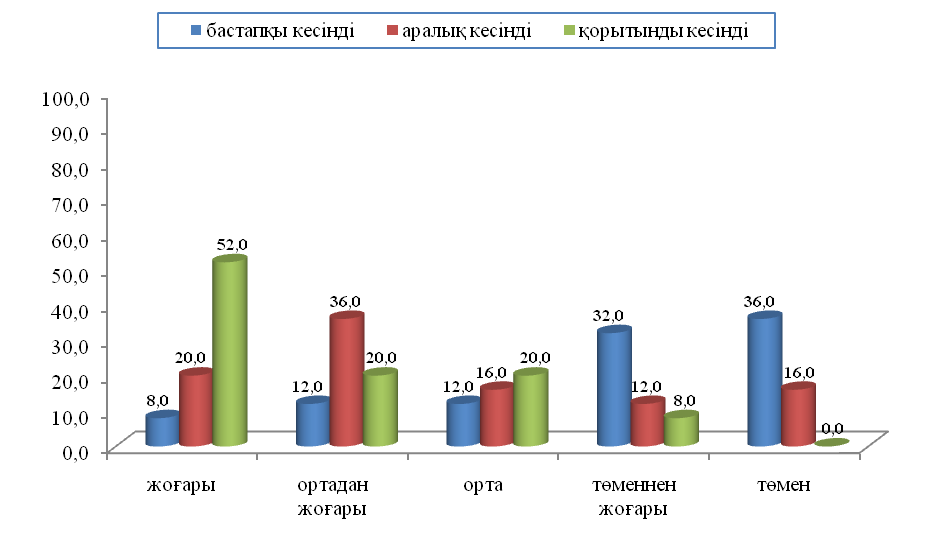 бастапқы кесінді аралық кесінді қорытынды кесінді
100,0
90,0
80,0
70,0
60,0
50,0
40,0
30,0
20,0
10,0
0,0
8,0 20,0 52,0
12,0 36,0 20,0
12,0 16,0 20,0
32,0 12,0 8,0
36,0 16,0 0,0
жоғары
ортадан
жоғары
орта
төменнен
жоғары
төмен